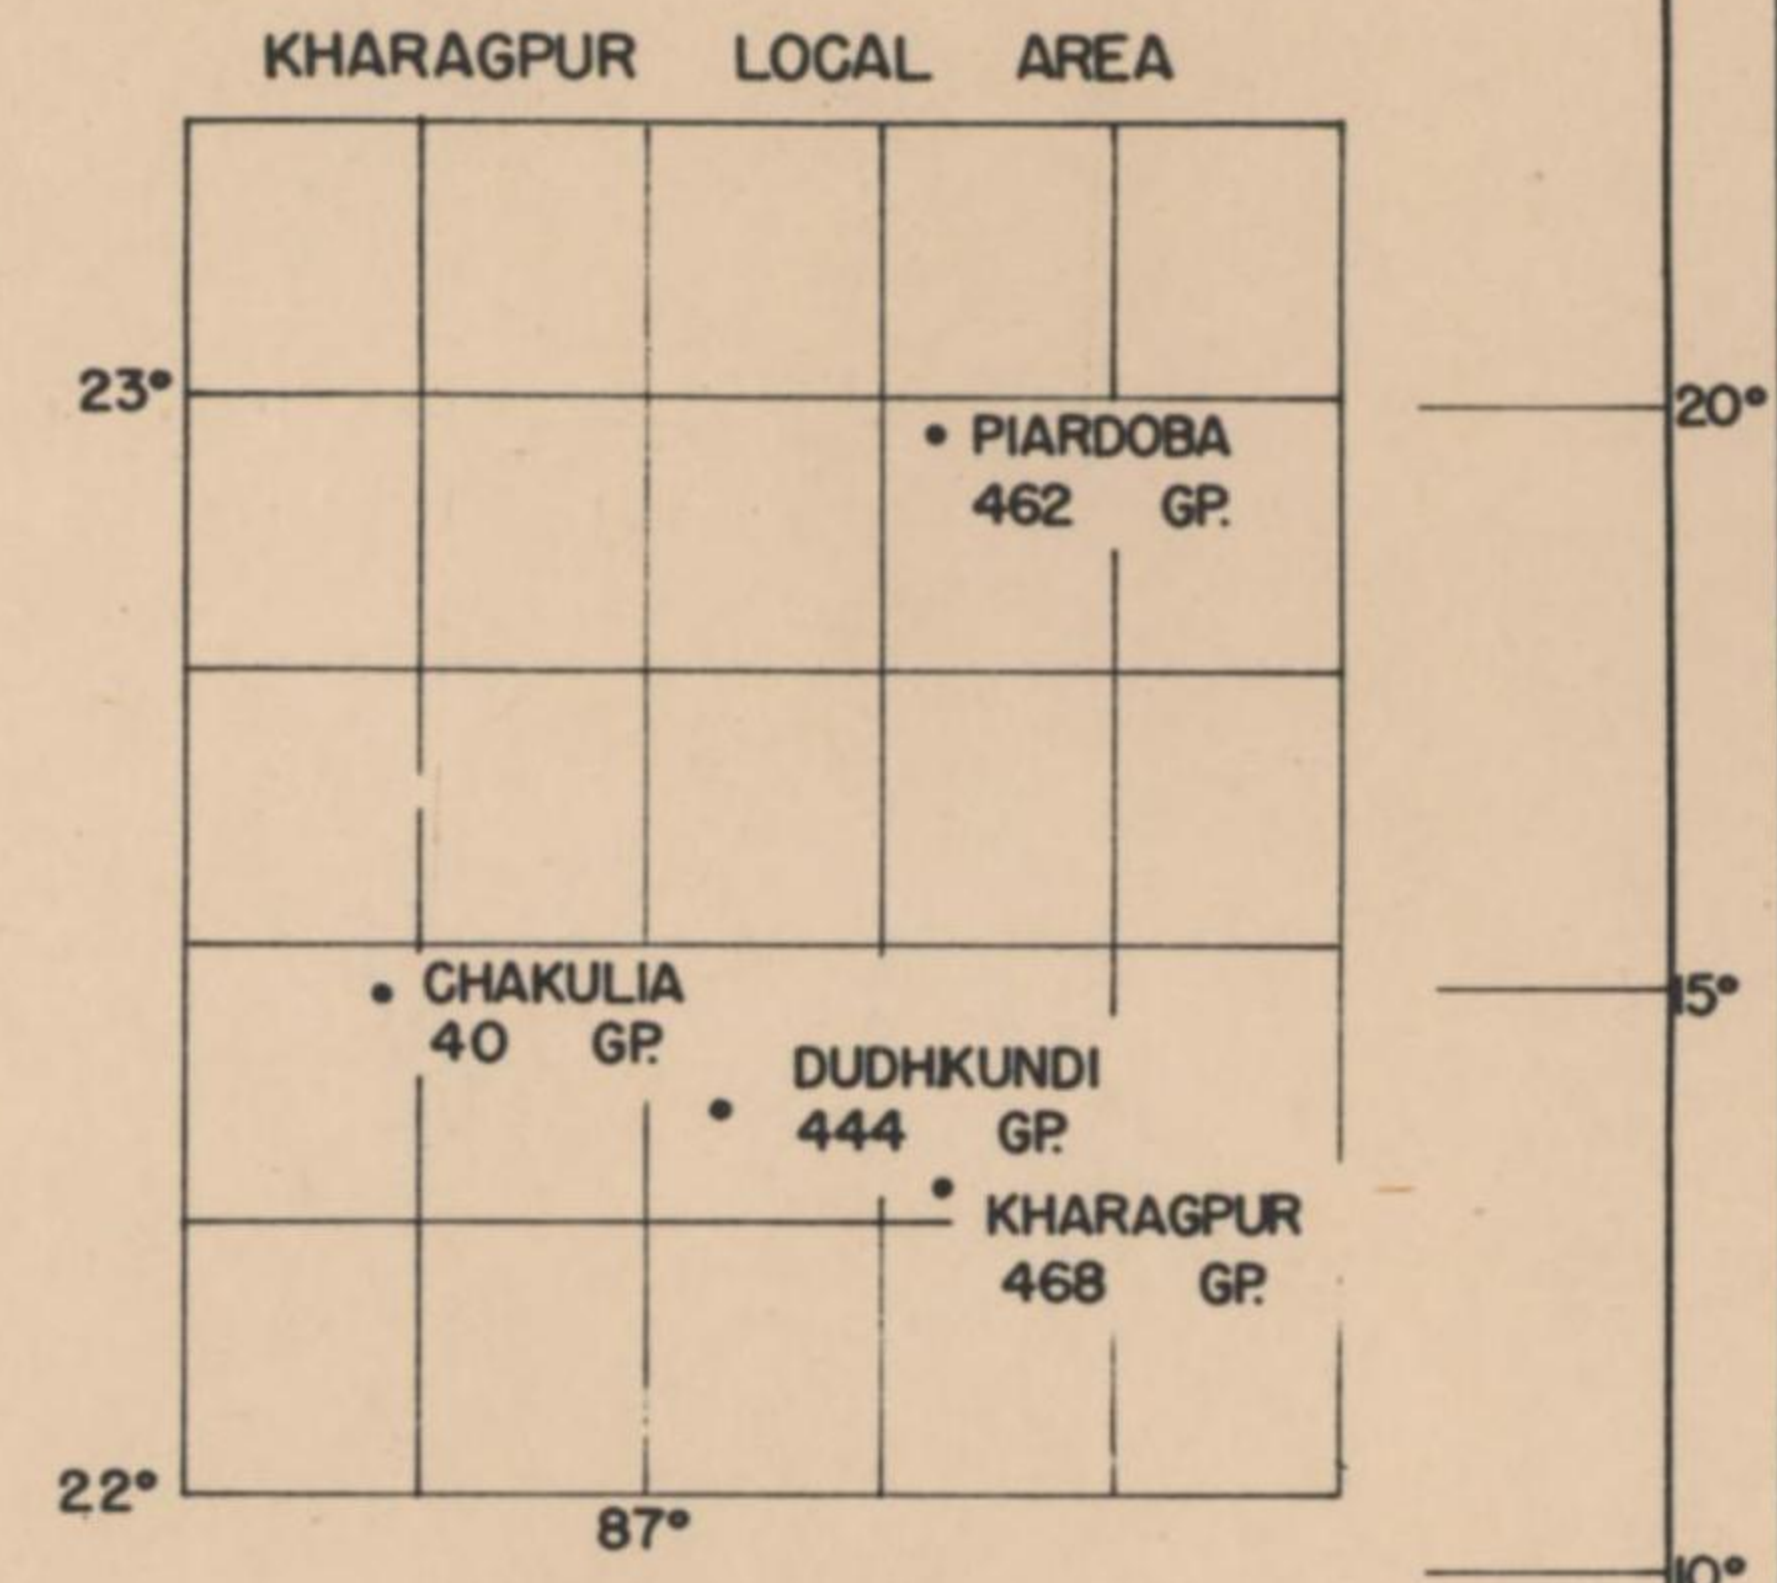 KHARAGPUR LOCAL AREA
23°
20°
PIARDOBA
462 GP.
CHAKULIA
40 GP.
15°
DUDHKUNDI
444 GP.
KHARAGPUR
468 GP.
22°
87°
10°